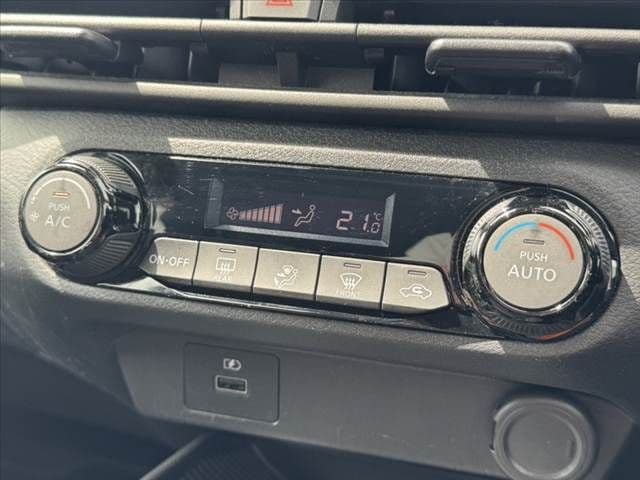 PUSH
A/C
21.0
°C
ON·OFF
REAR
FRONT
PUSH
AUTO